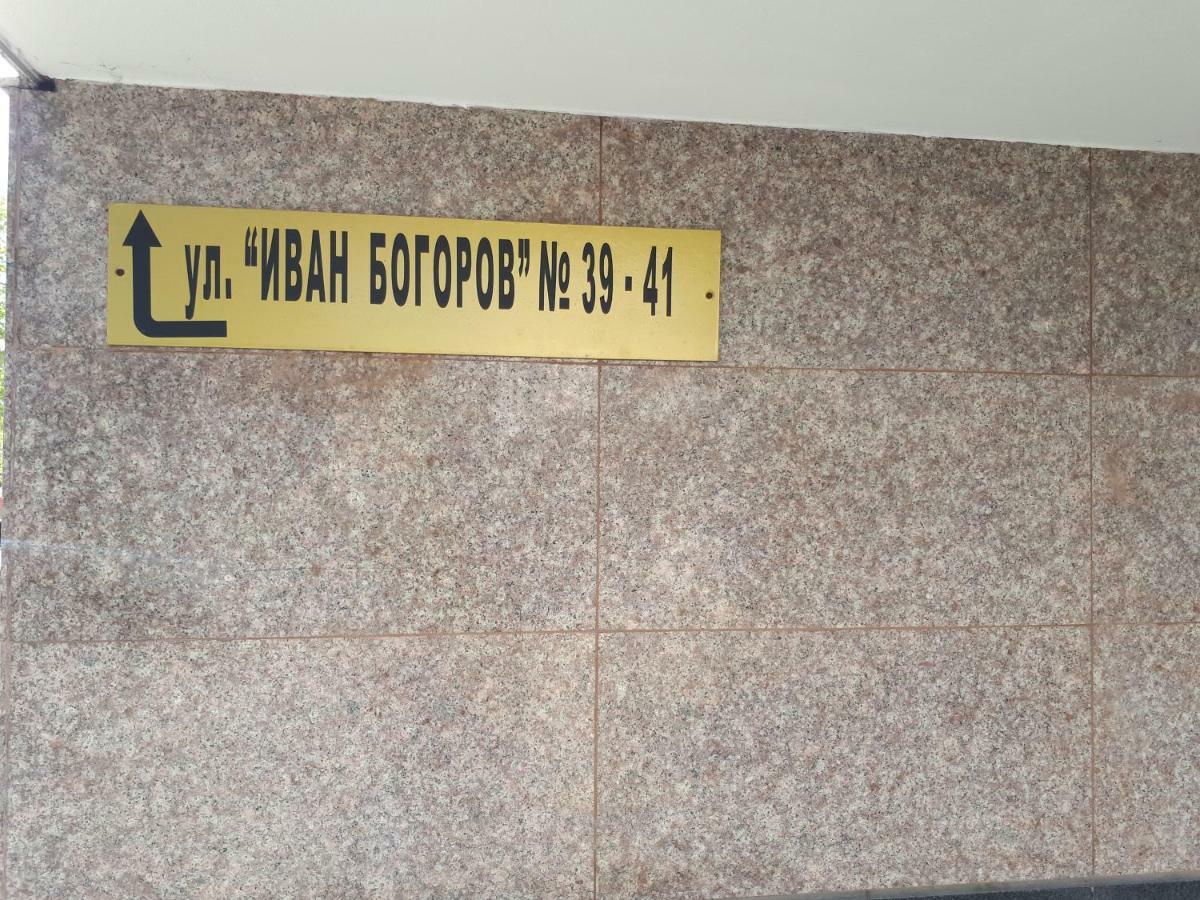 ул. "ИВАН БОГОРОВ" № 39 - 41